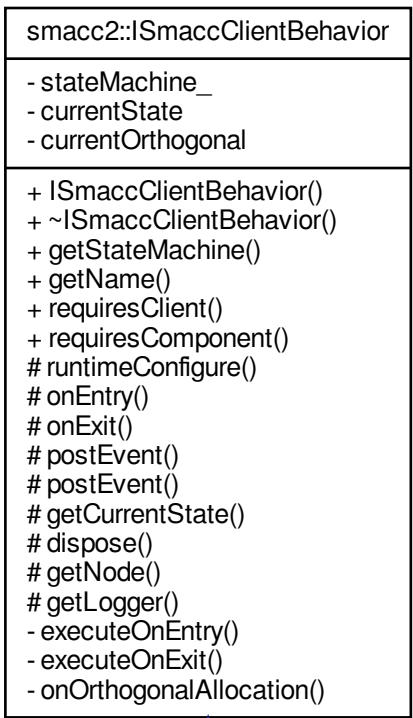 smacc2::ISmaccClientBehavior
- stateMachine_
- currentState
- currentOrthogonal
+ ISmaccClientBehavior()
+ ~ISmaccClientBehavior()
+ getStateMachine()
+ getName()
+ requiresClient()
+ requiresComponent()
# runtimeConfigure()
# onEntry()
# onExit()
# postEvent()
# postEvent()
# getCurrentState()
# dispose()
# getNode()
# getLogger()
- executeOnEntry()
- executeOnExit()
- onOrthogonalAllocation()